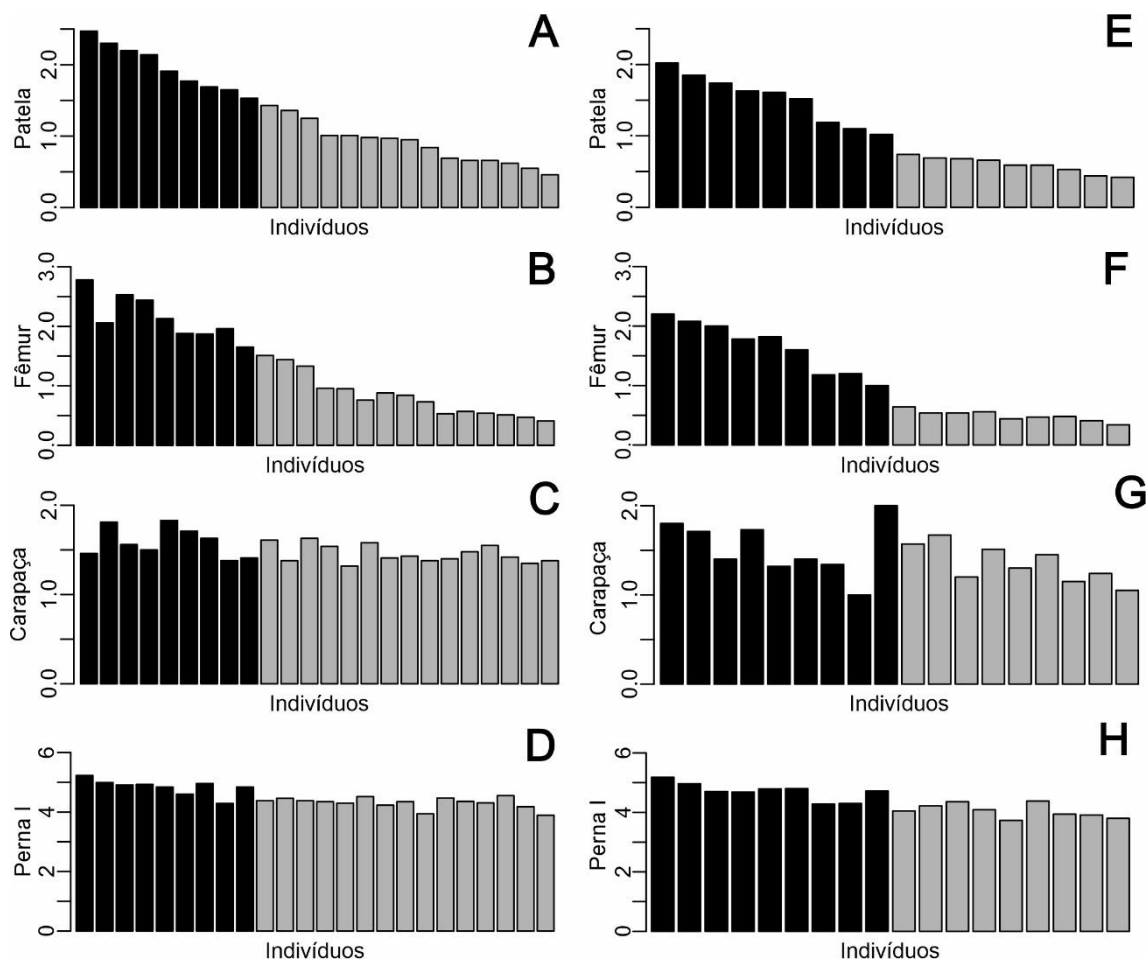 A
Patela
2.0
1.0
0.0
Indivíduos
E
Patela
2.0
1.0
0.0
Indivíduos
B
Fêmur
3.0
2.0
1.0
0.0
Indivíduos
F
Fêmur
3.0
2.0
1.0
0.0
Indivíduos
C
Carapaça
2.0
1.0
0.0
Indivíduos
G
Carapaça
2.0
1.0
0.0
Indivíduos
D
Perna I
6
4
2
0
Indivíduos
H
Perna I
6
4
2
0
Indivíduos